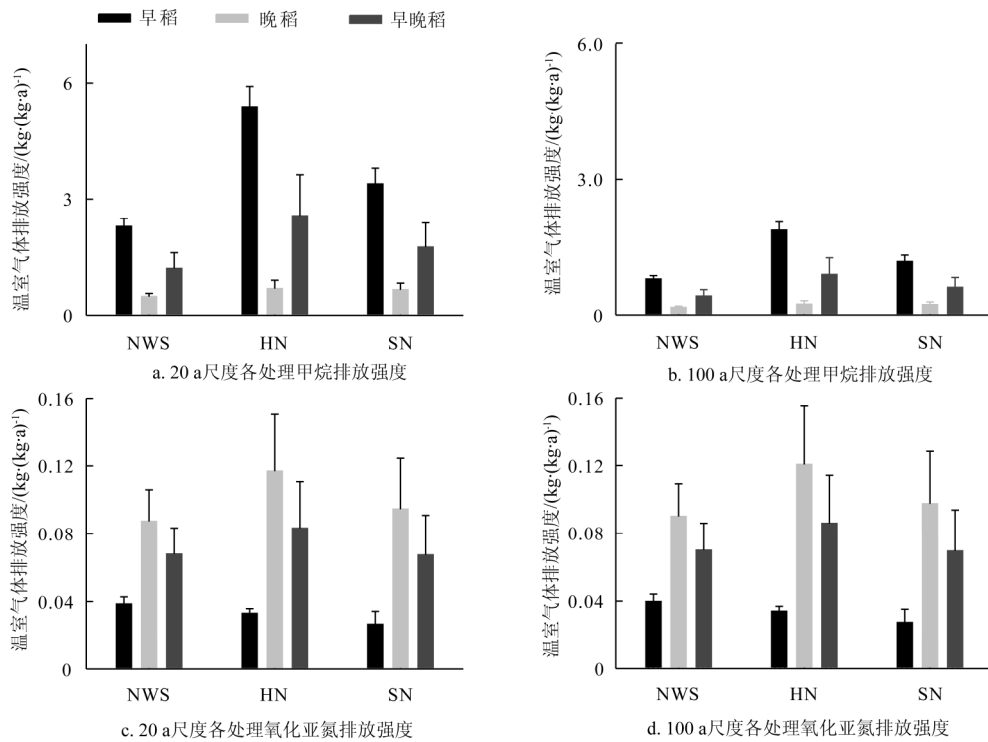 早稻 晚稻 早晚稻
温室气体排放强度/(kg·(kg·a)⁻¹)
6
3
0
NWS HN SN
a. 20 a尺度各处理甲烷排放强度
温室气体排放强度/(kg·(kg·a)⁻¹)
6.0
3.0
0
NWS HN SN
b. 100 a尺度各处理甲烷排放强度
温室气体排放强度/(kg·(kg·a)⁻¹)
0.16
0.12
0.08
0.04
0
NWS HN SN
c. 20 a尺度各处理氧化亚氮排放强度
温室气体排放强度/(kg·(kg·a)⁻¹)
0.16
0.12
0.08
0.04
0
NWS HN SN
d. 100 a尺度各处理氧化亚氮排放强度